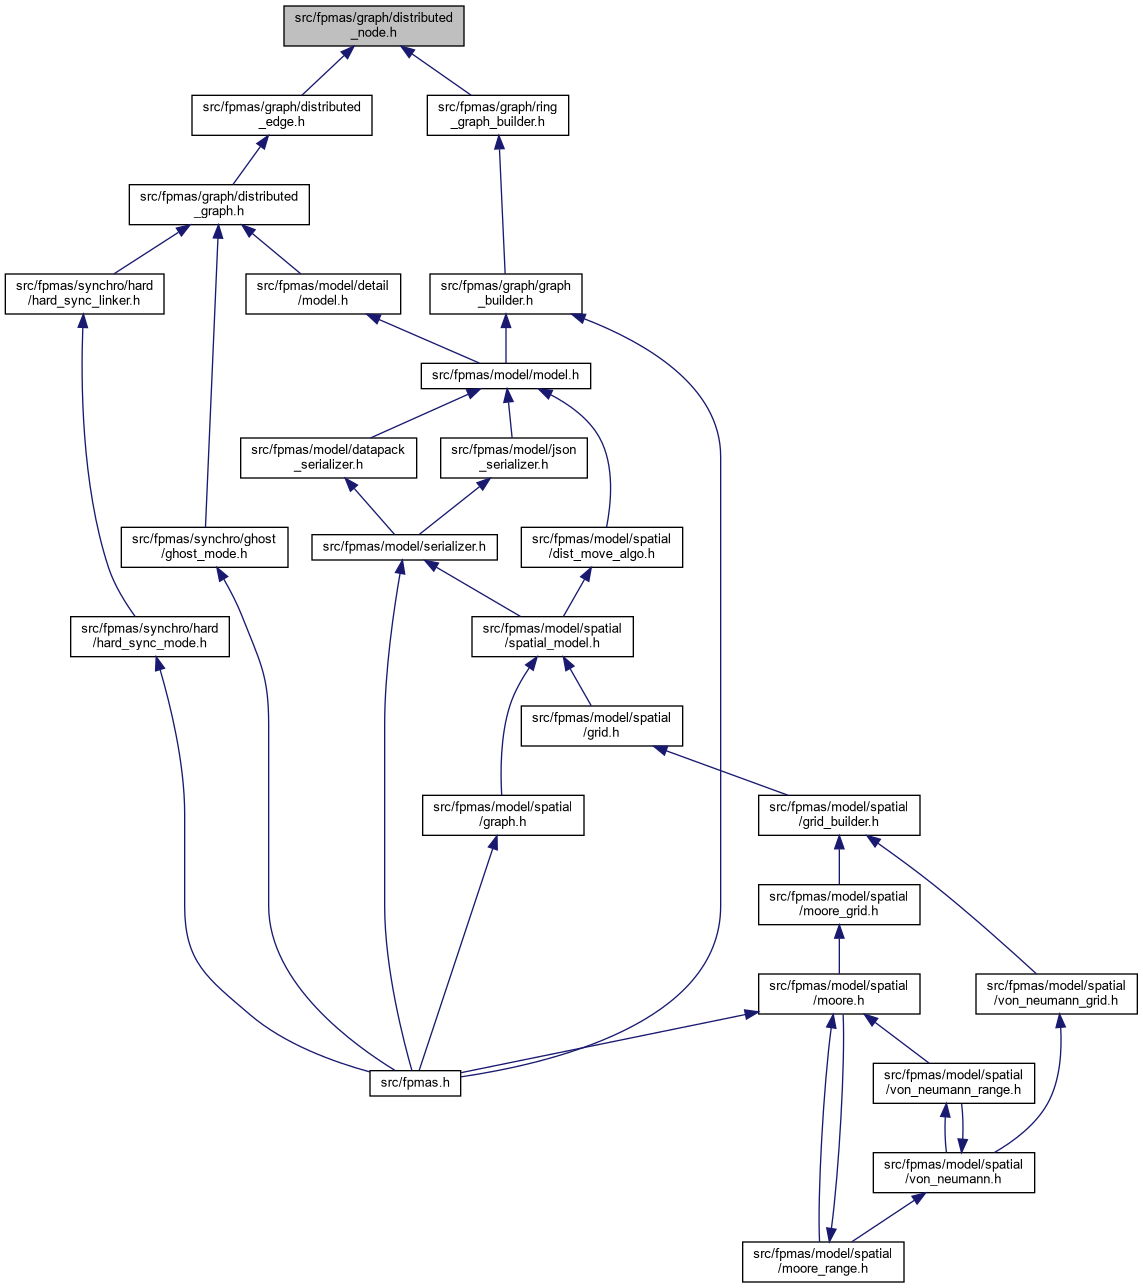 src/fpmas/graph/distributed
_node.h
src/fpmas/graph/distributed
_edge.h
src/fpmas/graph/ring
_graph_builder.h
src/fpmas/graph/distributed
_graph.h
src/fpmas/synchro/hard
/hard_sync_linker.h
src/fpmas/model/detail
/model.h
src/fpmas/graph/graph
_builder.h
src/fpmas/model/model.h
src/fpmas/model/datapack
_serializer.h
src/fpmas/model/json
_serializer.h
src/fpmas/synchro/ghost
/ghost_mode.h
src/fpmas/model/serializer.h
src/fpmas/model/spatial
/dist_move_algo.h
src/fpmas/synchro/hard
/hard_sync_mode.h
src/fpmas/model/spatial
/spatial_model.h
src/fpmas/model/spatial
/grid.h
src/fpmas/model/spatial
/graph.h
src/fpmas/model/spatial
/grid_builder.h
src/fpmas/model/spatial
/moore_grid.h
src/fpmas/model/spatial
/moore.h
src/fpmas/model/spatial
/von_neumann_grid.h
src/fpmas.h
src/fpmas/model/spatial
/von_neumann_range.h
src/fpmas/model/spatial
/von_neumann.h
src/fpmas/model/spatial
/moore_range.h